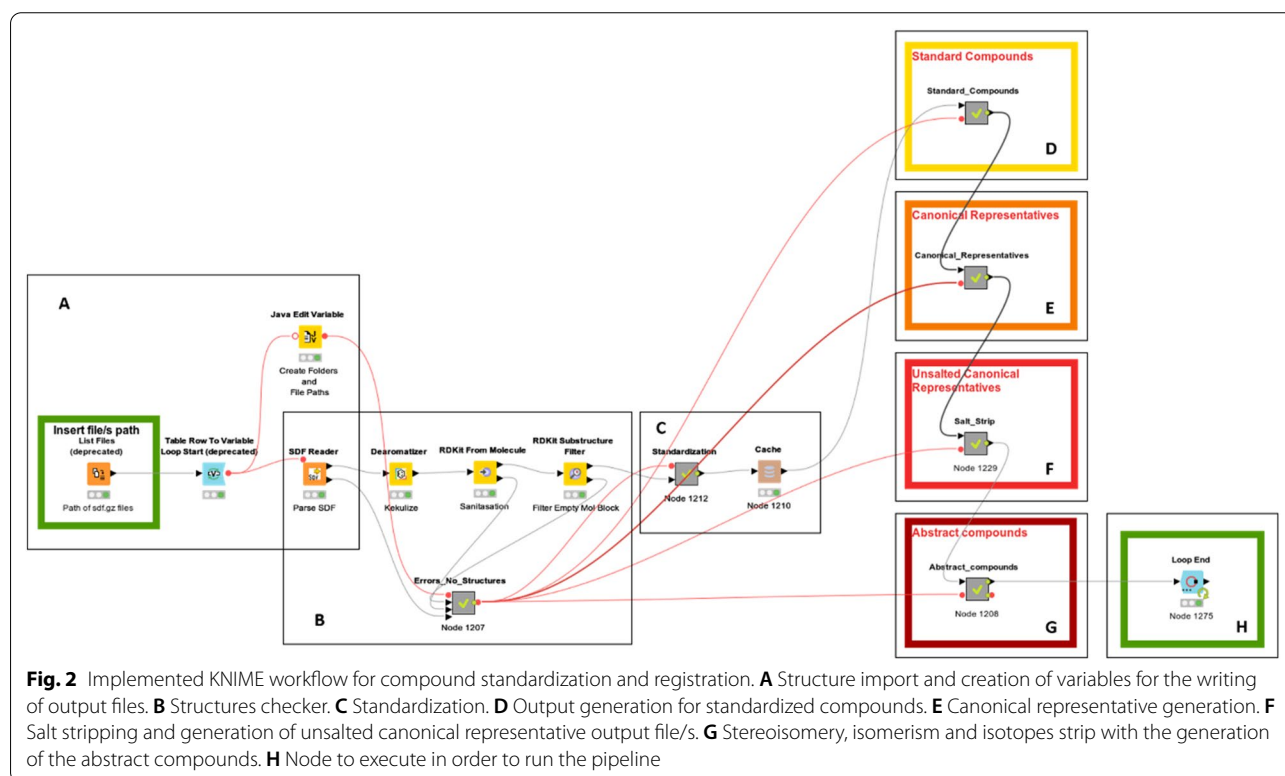 Standard Compounds
Standard_Compounds
D
Canonical Representatives
Canonical_Representatives
E
A
Java Edit Variable
Create Folders
and
File Paths
Unsalted Canonical
Representatives
Salt_Strip
Node 1229
F
Insert file/s path
List Files
(deprecated)
Path of sdf.gz files
Table Row To Variable
Loop Start (deprecated)
SDF Reader
Parse SDF
Dearomatizer
Kekulize
RDKit From Molecule
Sanitasation
RDKit Substructure
Filter
Filter Empty Mol Block
C
Standardization
Node 1212
Cache
Node 1210
Errors_No_Structures
Node 1207
B
Abstract compounds
Abstract_compounds
Node 1208
G
Loop End
Node 1275
H
Fig. 2 Implemented KNIME workflow for compound standardization and registration. A Structure import and creation of variables for the writing
of output files. B Structures checker. C Standardization. D Output generation for standardized compounds. E Canonical representative generation. F
Salt stripping and generation of unsalted canonical representative output file/s. G Stereoisomery, isomerism and isotopes strip with the generation
of the abstract compounds. H Node to execute in order to run the pipeline